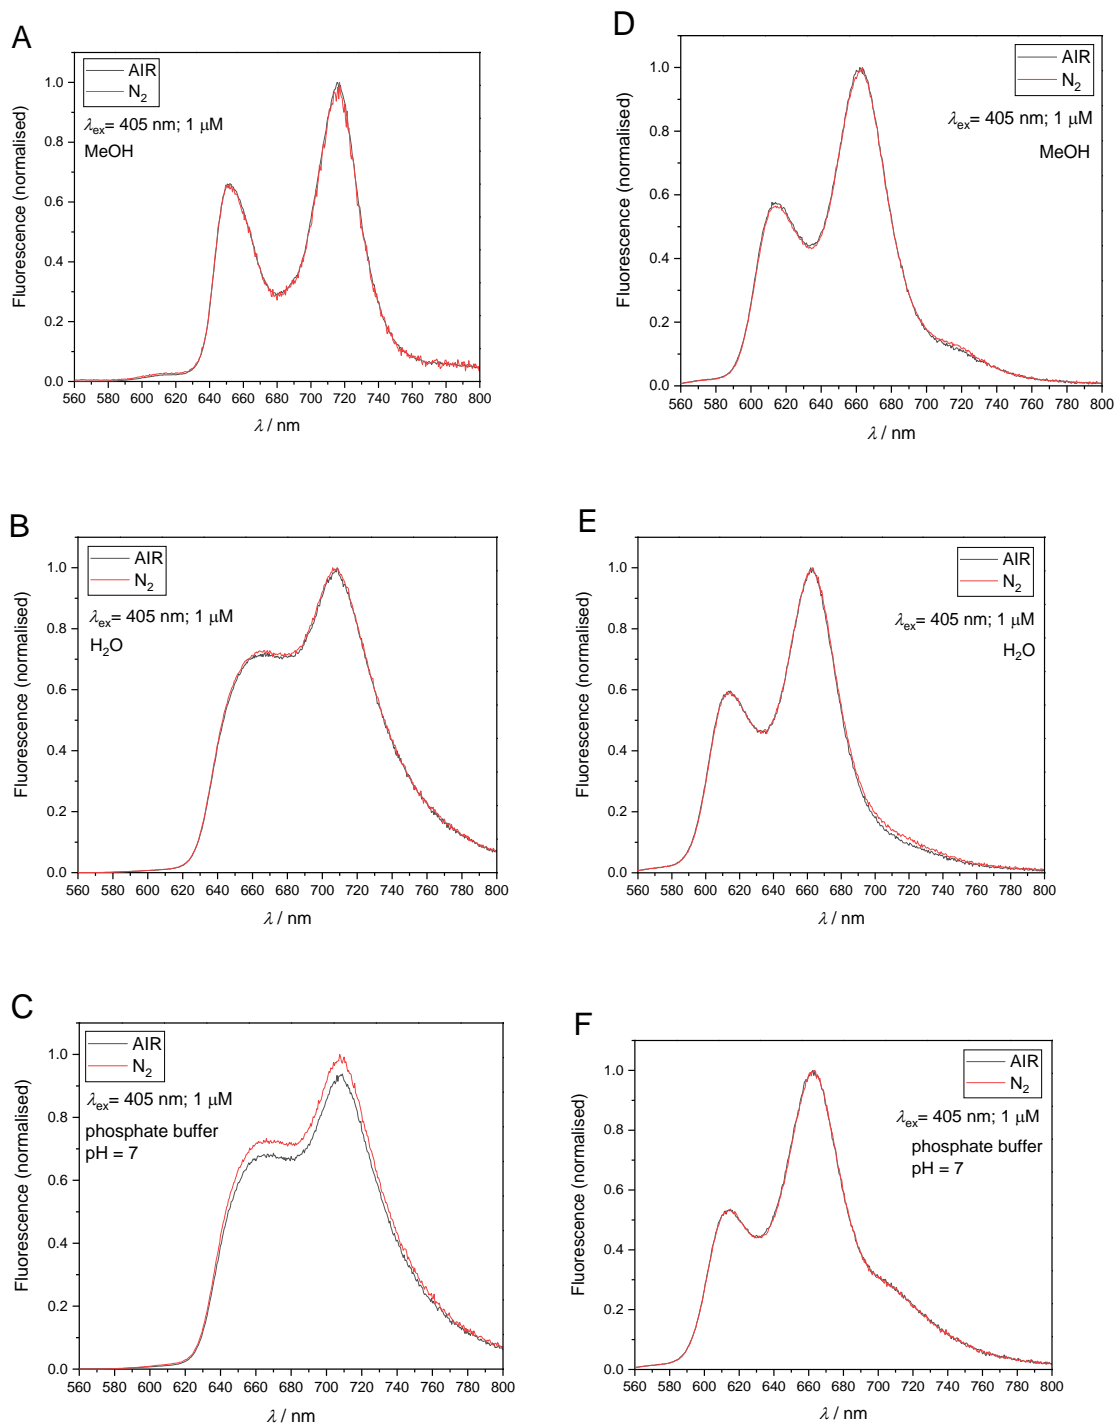 A
AIR
N₂
λex= 405 nm; 1 μM
MeOH
Fluorescence (normalised)
1.0
0.8
0.6
0.4
0.2
0.0
560 580 600 620 640 660 680 700 720 740 760 780 800
λ / nm
D
AIR
N₂
λex= 405 nm; 1 μM
MeOH
Fluorescence (normalised)
1.0
0.8
0.6
0.4
0.2
0.0
560 580 600 620 640 660 680 700 720 740 760 780 800
λ / nm
B
AIR
N₂
λex= 405 nm; 1 μM
H₂O
Fluorescence (normalised)
1.0
0.8
0.6
0.4
0.2
0.0
560 580 600 620 640 660 680 700 720 740 760 780 800
λ / nm
E
AIR
N₂
λex= 405 nm; 1 μM
H₂O
Fluorescence (normalised)
1.0
0.8
0.6
0.4
0.2
0.0
560 580 600 620 640 660 680 700 720 740 760 780 800
λ / nm
C
AIR
N₂
λex= 405 nm; 1 μM
phosphate buffer
pH = 7
Fluorescence (normalised)
1.0
0.8
0.6
0.4
0.2
0.0
560 580 600 620 640 660 680 700 720 740 760 780 800
λ / nm
F
AIR
N₂
λex= 405 nm; 1 μM
phosphate buffer
pH = 7
Fluorescence (normalised)
1.0
0.8
0.6
0.4
0.2
0.0
560 580 600 620 640 660 680 700 720 740 760 780 800
λ / nm